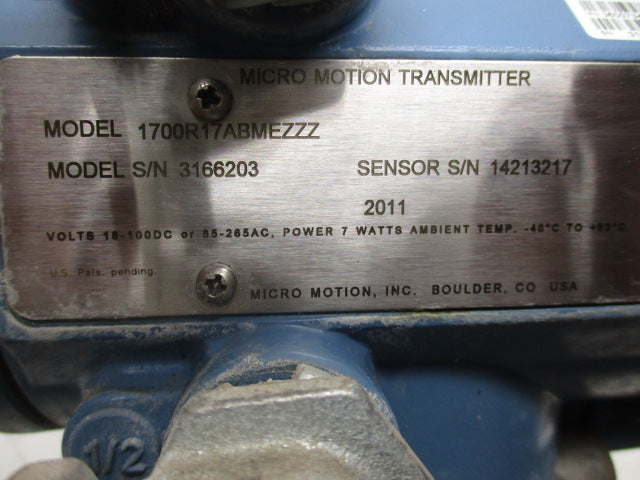 MICRO MOTION TRANSMITTER
MODEL 1700R17ABMEZZZ
MODEL S/N 3166203 SENSOR S/N 14213217
2011
VOLTS 18-100DC or 85-265AC, POWER 7 WATTS AMBIENT TEMP. -40°C TO +60°C
U.S. Pats. pending.
MICRO MOTION, INC. BOULDER, CO USA
1/2